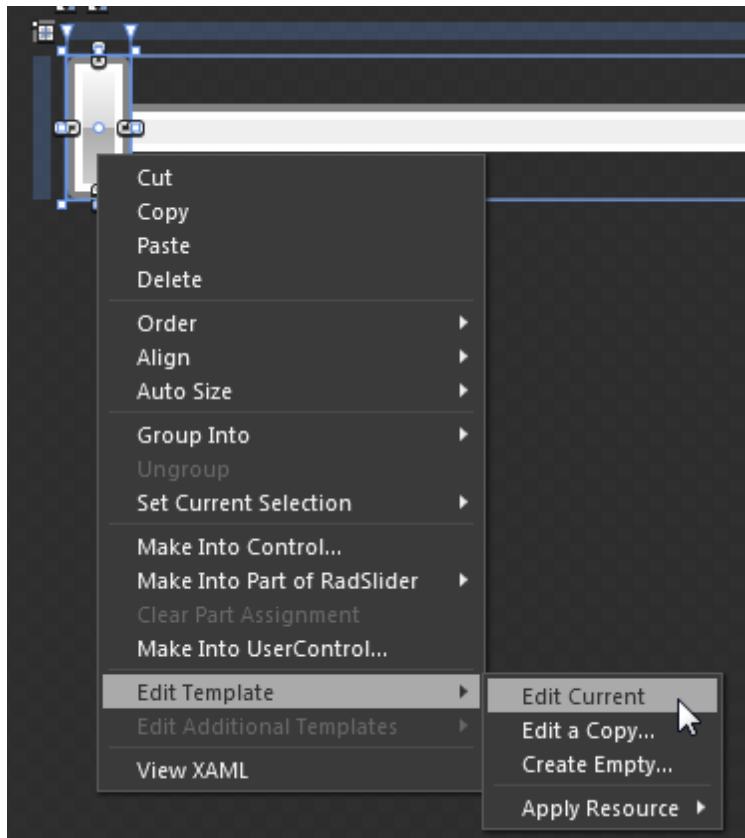 Cut
Copy
Paste
Delete
Order
Align
Auto Size
Group Into
Ungroup
Set Current Selection
Make Into Control...
Make Into Part of RadSlider
Clear Part Assignment
Make Into UserControl...
Edit Template
Edit Additional Templates
View XAML
Edit Current
Edit a Copy...
Create Empty...
Apply Resource